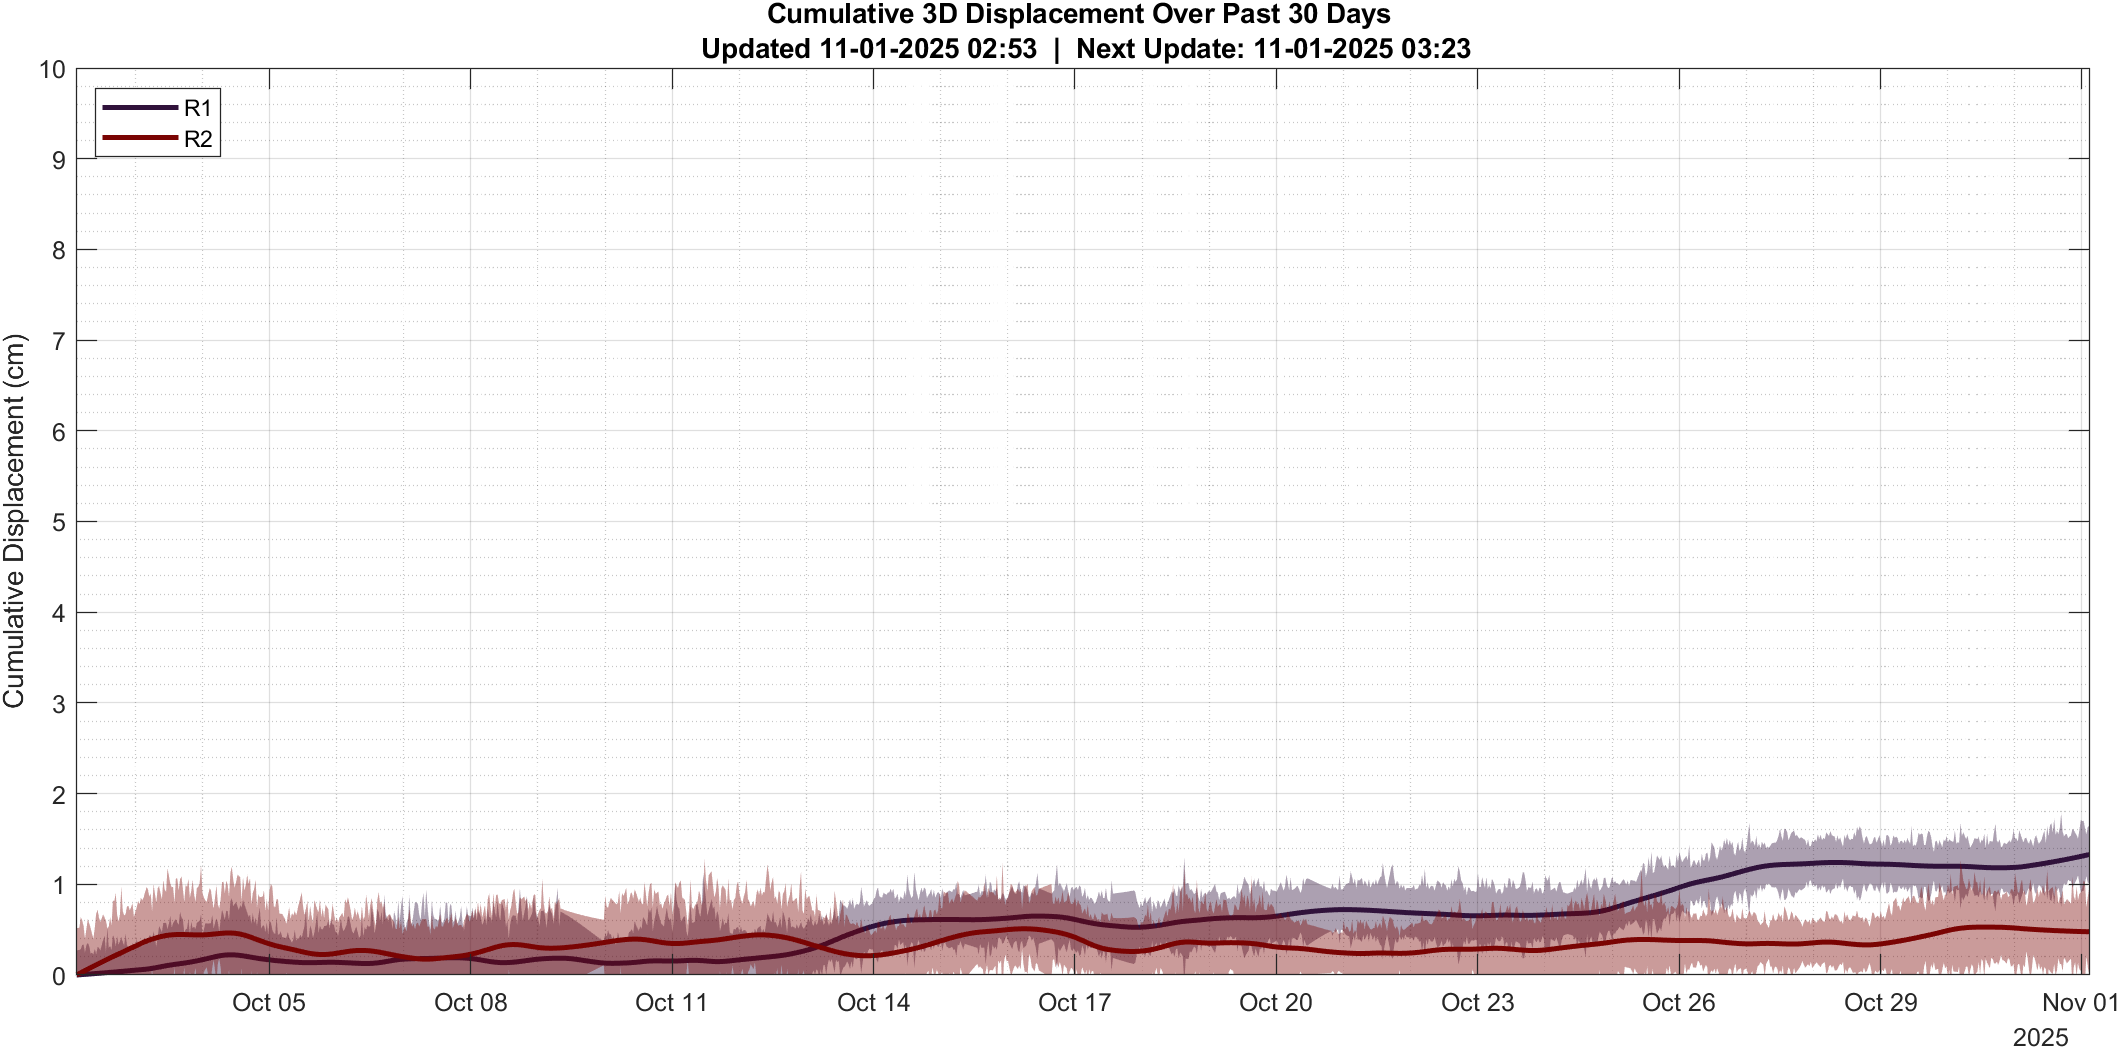 Cumulative 3D Displacement Over Past 30 Days
Updated 11-01-2025 02:53 | Next Update: 11-01-2025 03:23
R1
R2
Cumulative Displacement (cm)
10
9
8
7
6
5
4
3
2
1
0
Oct 05 Oct 08 Oct 11 Oct 14 Oct 17 Oct 20 Oct 23 Oct 26 Oct 29 Nov 01
2025